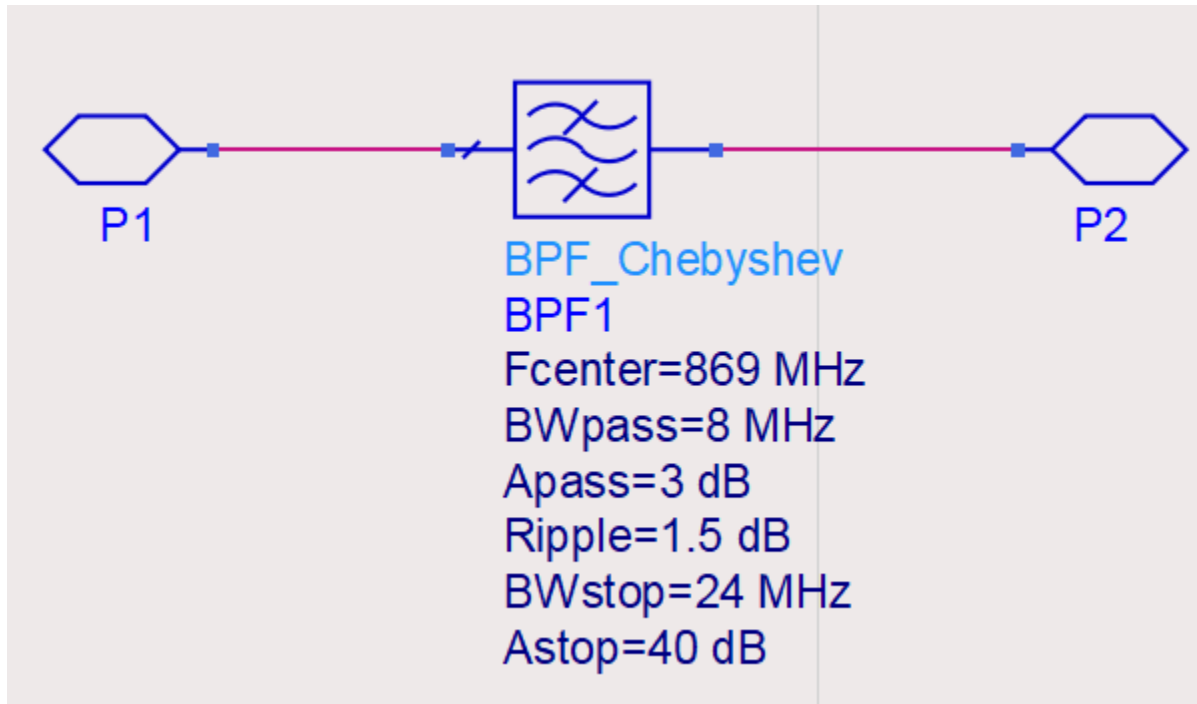 P1
P2
BPF_Chebyshev
BPF1
Fcenter=869 MHz
BWpass=8 MHz
Apass=3 dB
Ripple=1.5 dB
BWstop=24 MHz
Astop=40 dB